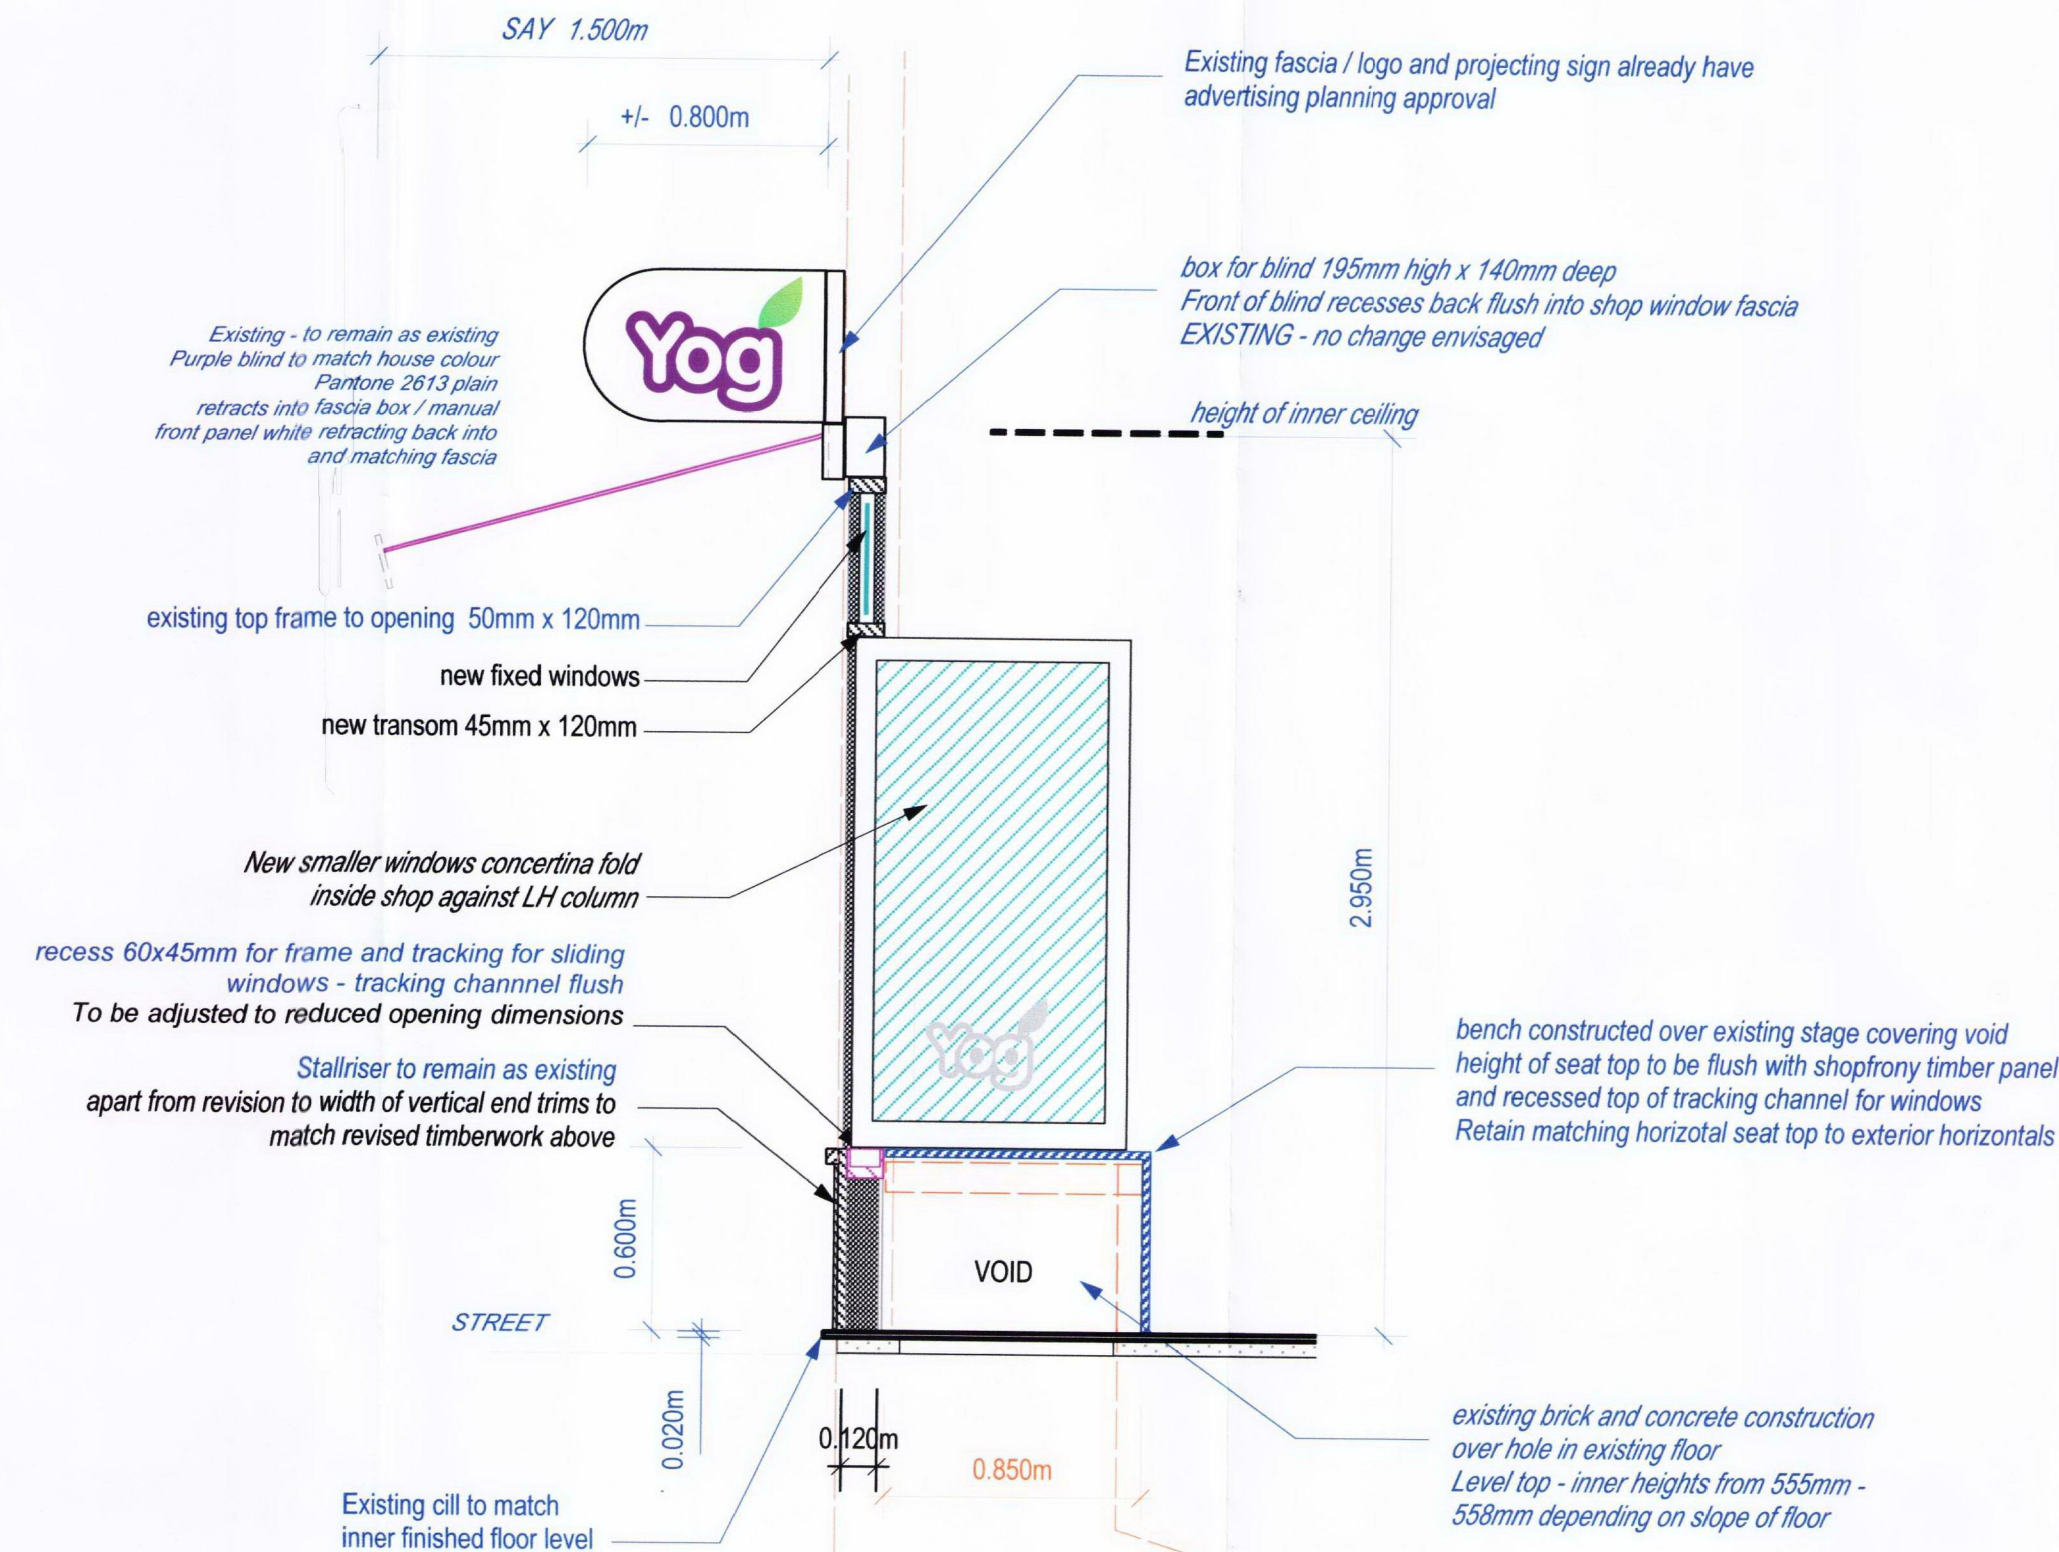 SAY 1.500m
+/- 0.800m
Existing fascia / logo and projecting sign already have
advertising planning approval
box for blind 195mm high x 140mm deep
Front of blind recesses back flush into shop window fascia
EXISTING - no change envisaged
height of inner ceiling
Yog
Existing - to remain as existing
Purple blind to match house colour
Pantone 2613 plain
retracts into fascia box / manual
front panel white retracting back into
and matching fascia
existing top frame to opening 50mm x 120mm
new fixed windows
new transom 45mm x 120mm
New smaller windows concertina fold
inside shop against LH column
2.950m
recess 60x45mm for frame and tracking for sliding
windows - tracking channnel flush
To be adjusted to reduced opening dimensions
Yog
Stallriser to remain as existing
apart from revision to width of vertical end trims to
match revised timberwork above
bench constructed over existing stage covering void
height of seat top to be flush with shopfrony timber panel
and recessed top of tracking channel for windows
Retain matching horizotal seat top to exterior horizontals
0.600m
VOID
STREET
0.020m
0.120m
0.850m
existing brick and concrete construction
over hole in existing floor
Level top - inner heights from 555mm -
558mm depending on slope of floor
Existing cill to match
inner finished floor level